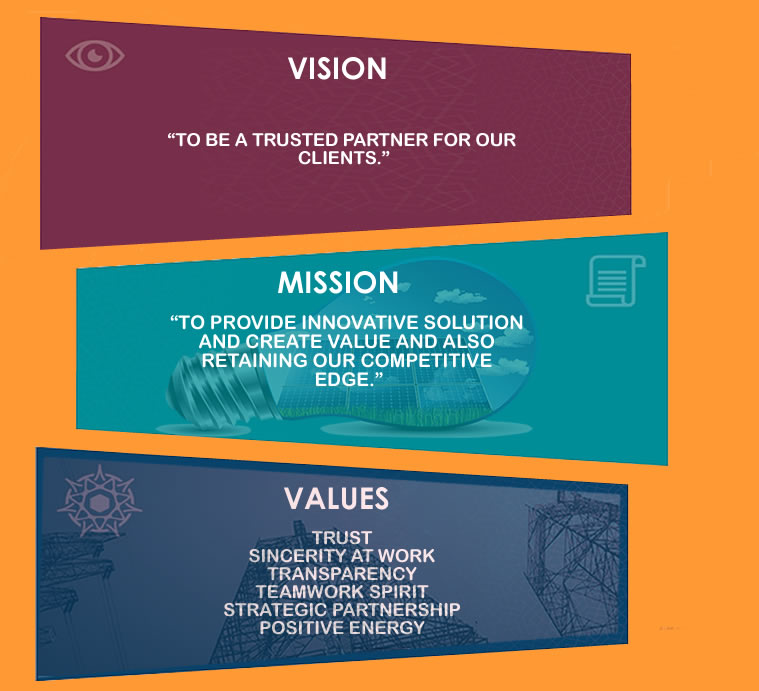 VISION
“TO BE A TRUSTED PARTNER FOR OUR
CLIENTS.”
MISSION
“TO PROVIDE INNOVATIVE SOLUTION
AND CREATE VALUE AND ALSO
RETAINING OUR COMPETITIVE
EDGE.”
VALUES
TRUST
SINCERITY AT WORK
TRANSPARENCY
TEAMWORK SPIRIT
STRATEGIC PARTNERSHIP
POSITIVE ENERGY